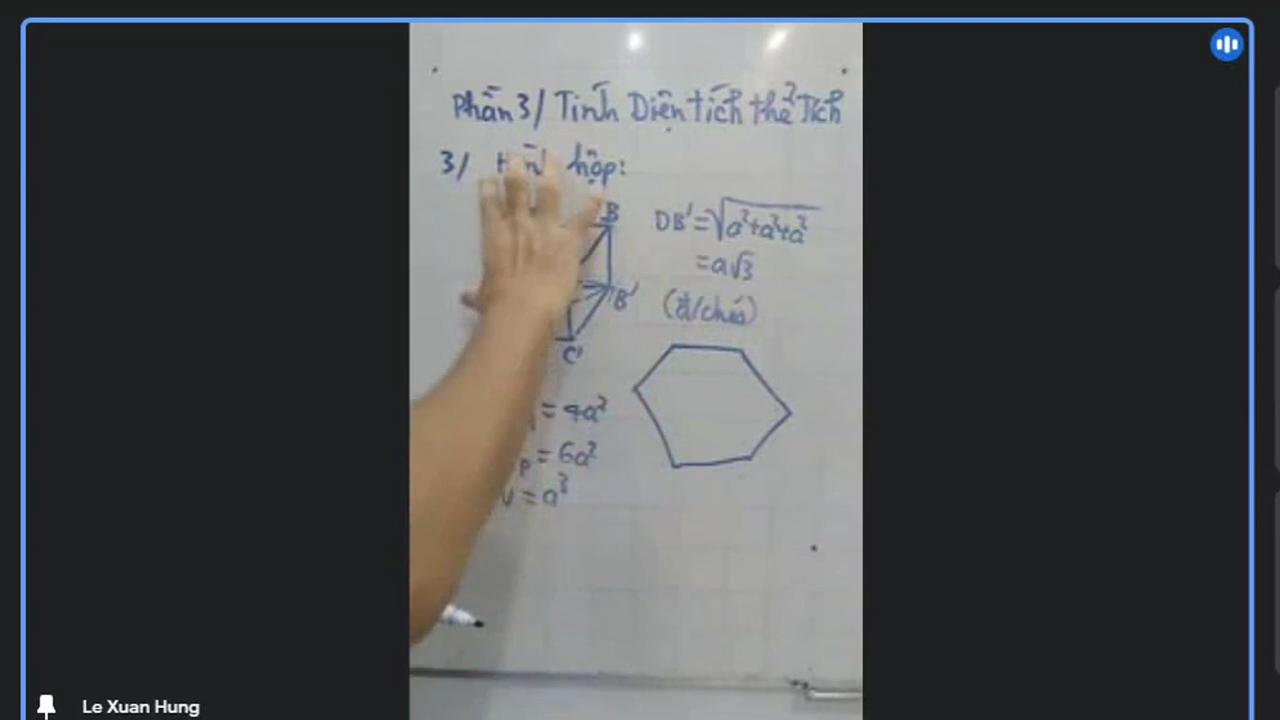 Phần 3/ Tính Diện tích thể Tích
3/ hộp:
B
DB' = √a²+a²+a²
= a√3
B'
(đ/chéo)
C'
= 4a²
p = 6a²
V = a³
Le Xuan Hung